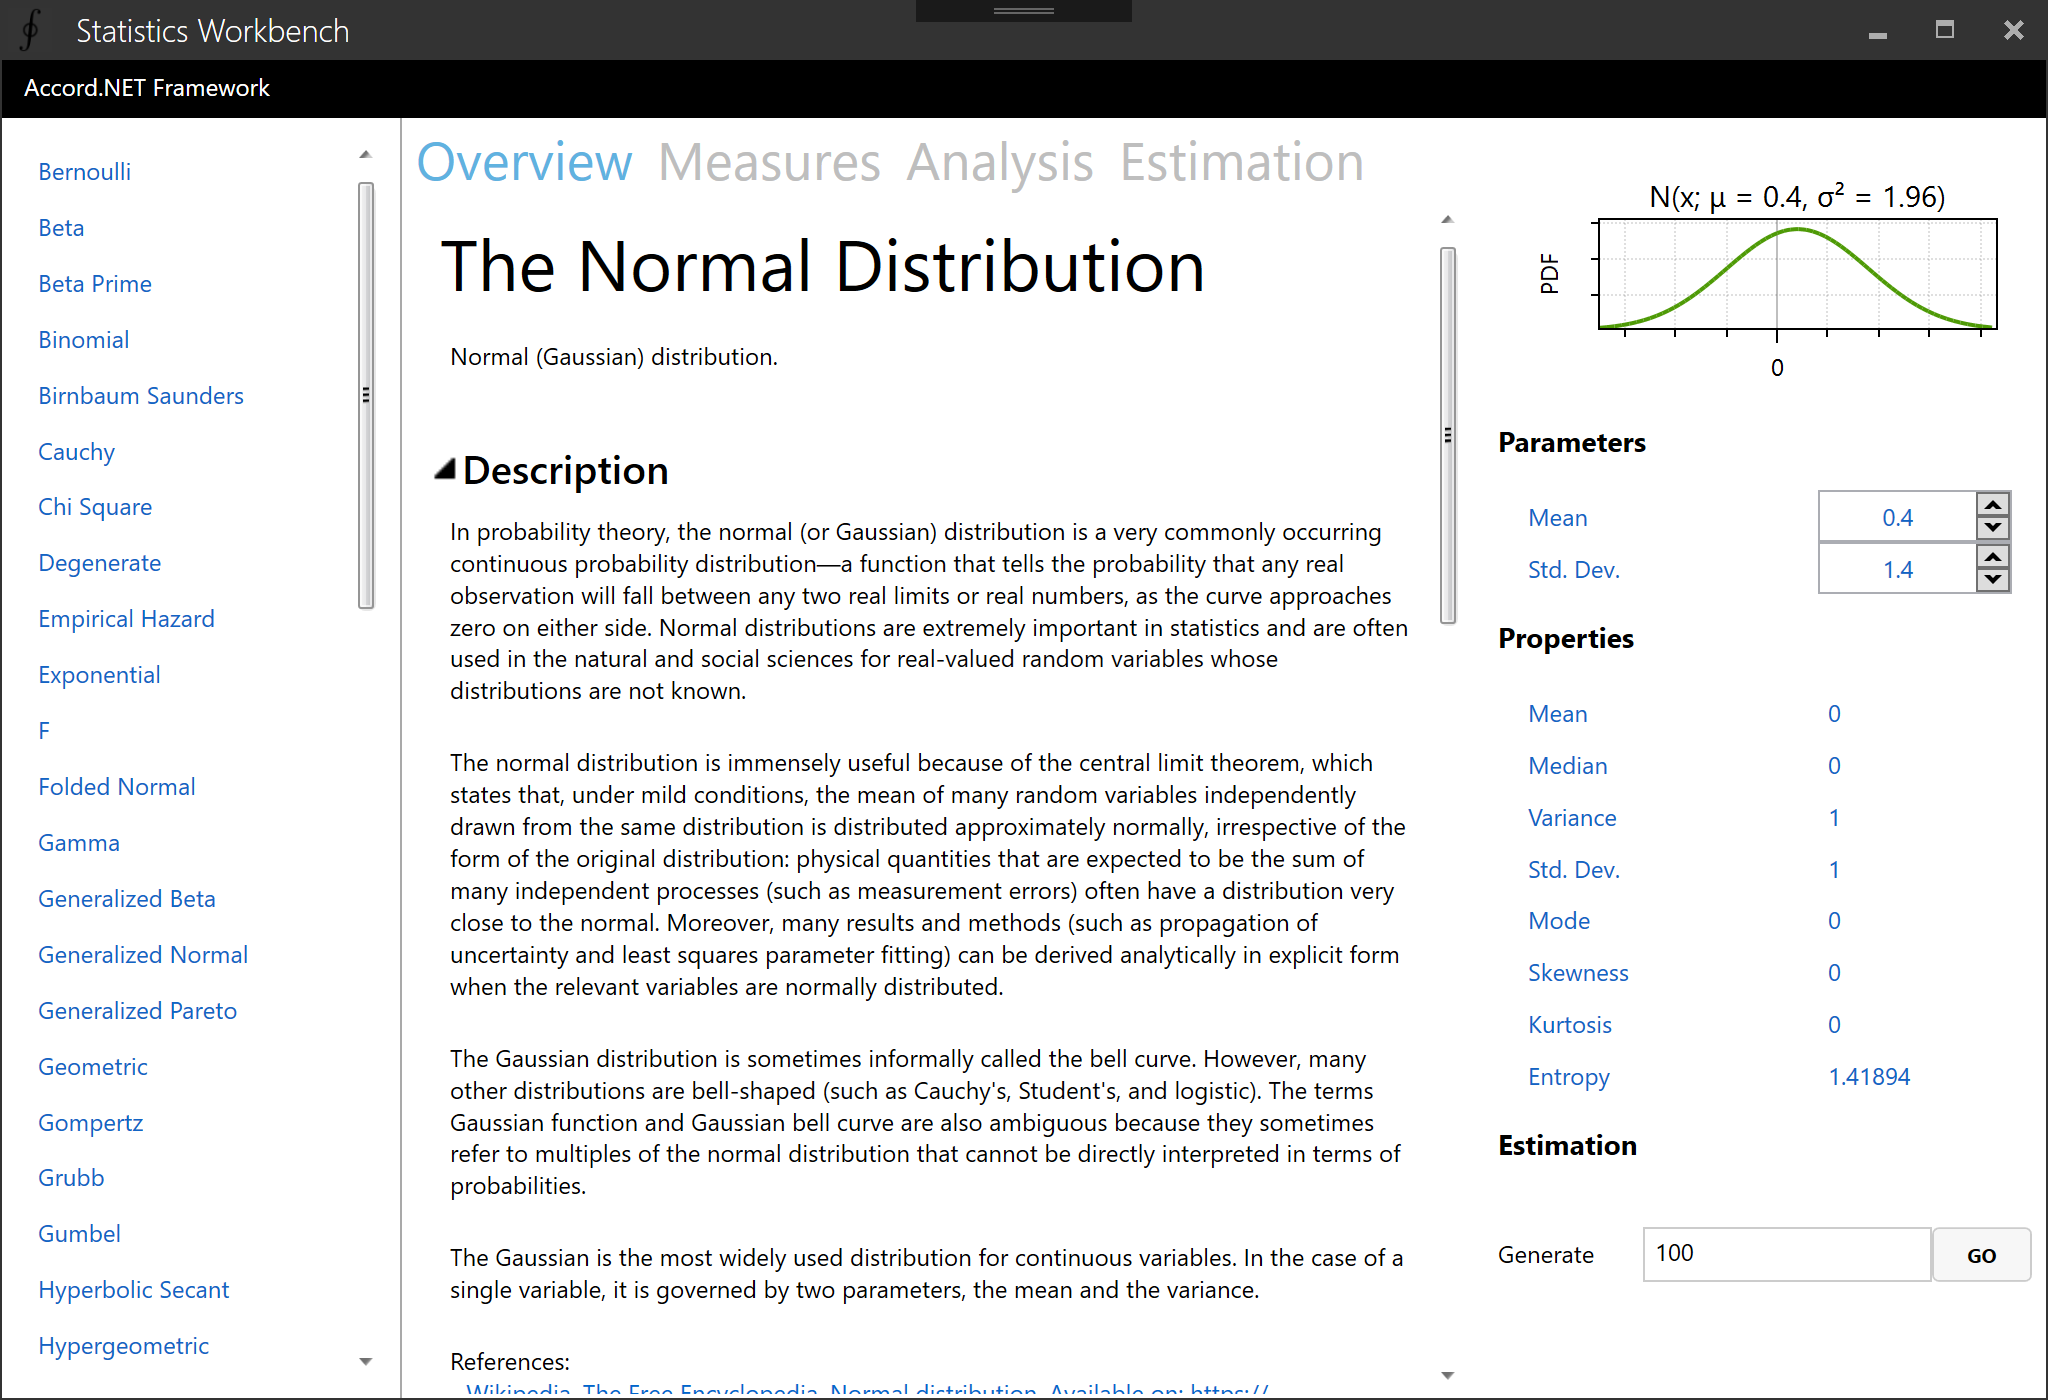 Statistics Workbench
Accord.NET Framework
Bernoulli
Beta
Beta Prime
Binomial
Birnbaum Saunders
Cauchy
Chi Square
Degenerate
Empirical Hazard
Exponential
F
Folded Normal
Gamma
Generalized Beta
Generalized Normal
Generalized Pareto
Geometric
Gompertz
Grubb
Gumbel
Hyperbolic Secant
Hypergeometric
Overview Measures Analysis Estimation
The Normal Distribution
Normal (Gaussian) distribution.
Description
In probability theory, the normal (or Gaussian) distribution is a very commonly occurring
continuous probability distribution—a function that tells the probability that any real
observation will fall between any two real limits or real numbers, as the curve approaches
zero on either side. Normal distributions are extremely important in statistics and are often
used in the natural and social sciences for real-valued random variables whose
distributions are not known.
The normal distribution is immensely useful because of the central limit theorem, which
states that, under mild conditions, the mean of many random variables independently
drawn from the same distribution is distributed approximately normally, irrespective of the
form of the original distribution: physical quantities that are expected to be the sum of
many independent processes (such as measurement errors) often have a distribution very
close to the normal. Moreover, many results and methods (such as propagation of
uncertainty and least squares parameter fitting) can be derived analytically in explicit form
when the relevant variables are normally distributed.
The Gaussian distribution is sometimes informally called the bell curve. However, many
other distributions are bell-shaped (such as Cauchy's, Student's, and logistic). The terms
Gaussian function and Gaussian bell curve are also ambiguous because they sometimes
refer to multiples of the normal distribution that cannot be directly interpreted in terms of
probabilities.
The Gaussian is the most widely used distribution for continuous variables. In the case of a
single variable, it is governed by two parameters, the mean and the variance.
References:
Wikipedia, The Free Encyclopedia. Normal distribution. Available on: https://
N(x; μ = 0.4, σ² = 1.96)
PDF
0
Parameters
Mean 0.4
Std. Dev. 1.4
Properties
Mean 0
Median 0
Variance 1
Std. Dev. 1
Mode 0
Skewness 0
Kurtosis 0
Entropy 1.41894
Estimation
Generate 100 GO